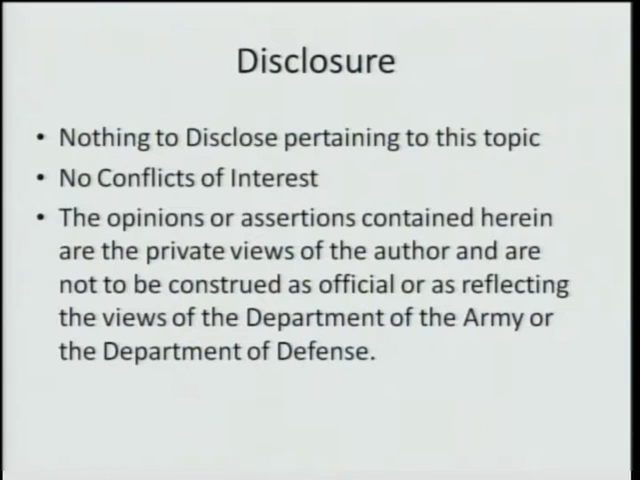 Disclosure
• Nothing to Disclose pertaining to this topic
• No Conflicts of Interest
• The opinions or assertions contained herein
are the private views of the author and are
not to be construed as official or as reflecting
the views of the Department of the Army or
the Department of Defense.